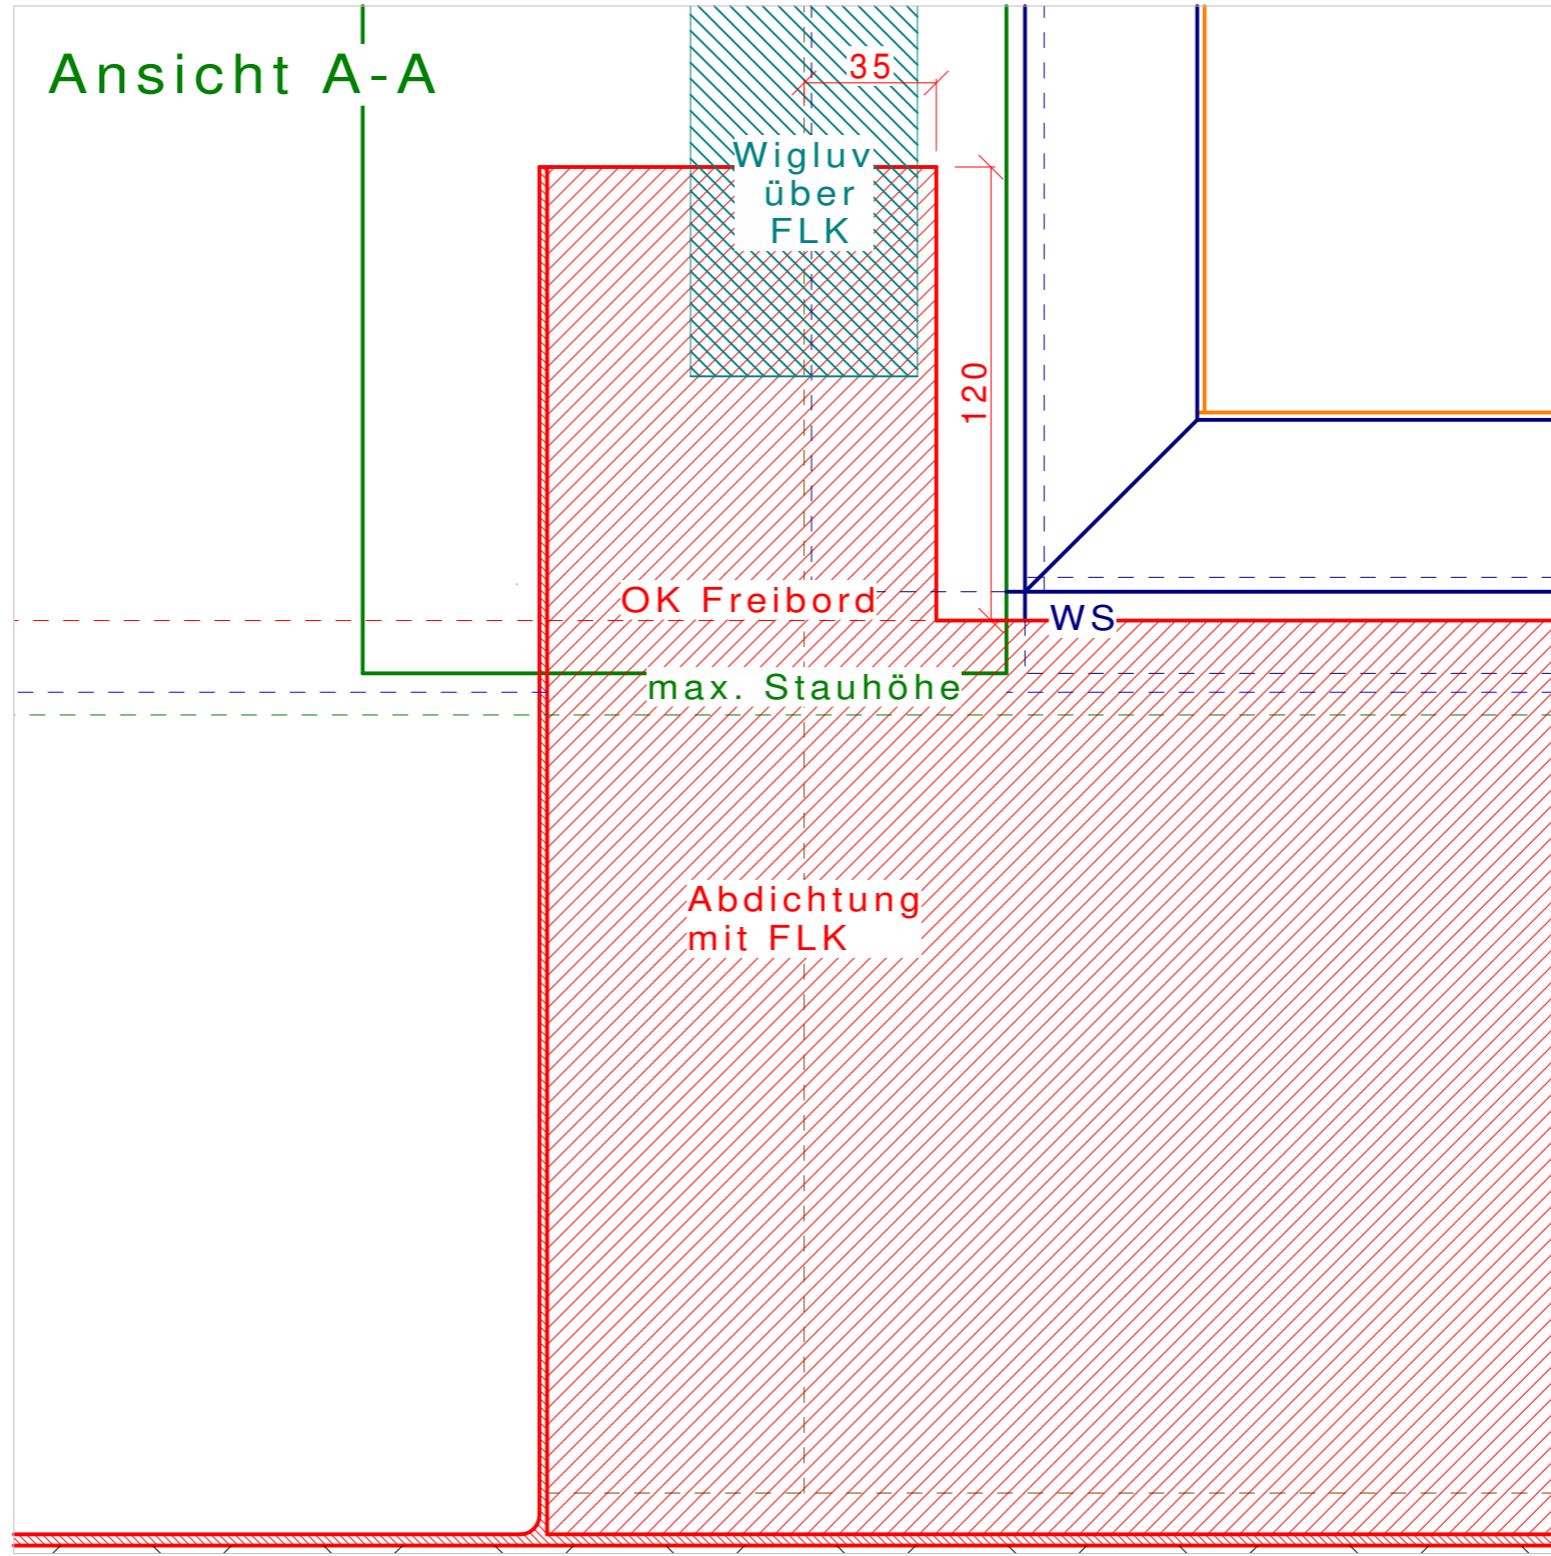 Ansicht A-A
35
Wigluv
über
FLK
120
OK Freibord
WS
max. Stauhöhe
Abdichtung
mit FLK